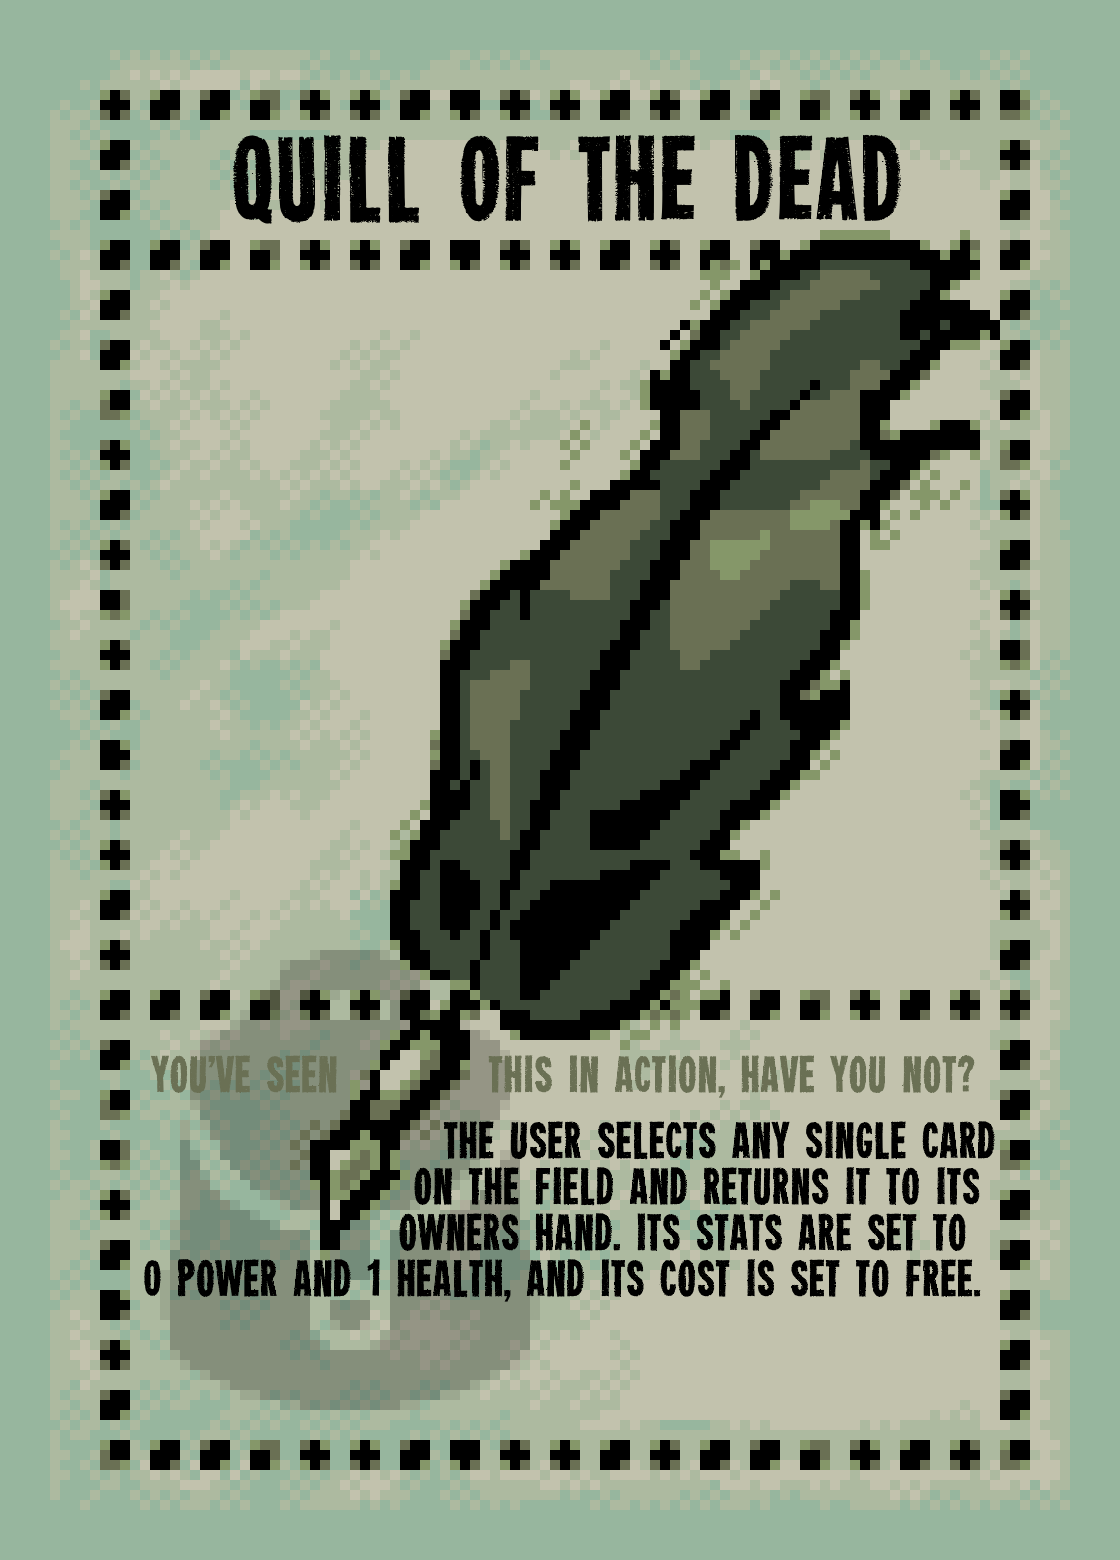 QUILL OF THE DEAD
YOU'VE SEEN THIS IN ACTION, HAVE YOU NOT?
THE USER SELECTS ANY SINGLE CARD
ON THE FIELD AND RETURNS IT TO ITS
OWNERS HAND. ITS STATS ARE SET TO
0 POWER AND 1 HEALTH, AND ITS COST IS SET TO FREE.